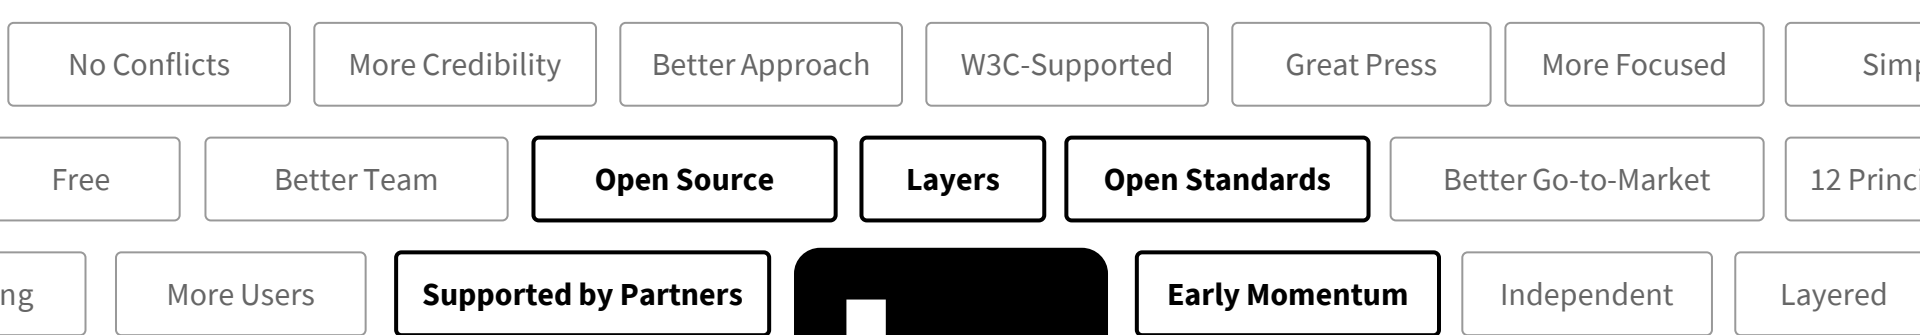 No Conflicts More Credibility Better Approach W3C-Supported Great Press More Focused
Free Better Team Open Source Layers Open Standards Better Go-to-Market 12
More Users Supported by Partners Early Momentum Independent Layered